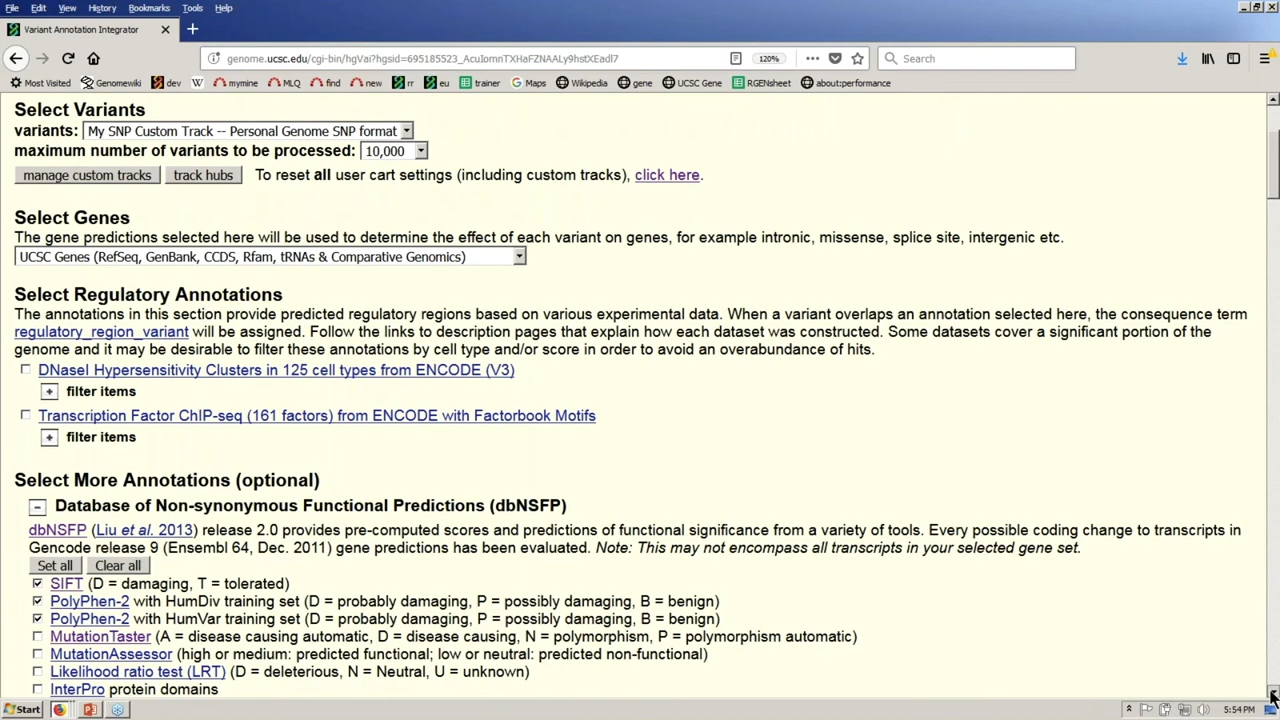 File Edit View History Bookmarks Tools Help
Variant Annotation Integrator
genome.ucsc.edu/cgi-bin/hgVai?hgsid=695185523_AcuIomnTXHaFZNAALy9hstXEadl7 120% Search
Most Visited Genomewiki dev W mymine MLQ find new rr eu trainer Maps Wikipedia gene UCSC Gene RGENsheet about:performance
Select Variants
variants: My SNP Custom Track -- Personal Genome SNP format
maximum number of variants to be processed: 10,000
manage custom tracks track hubs To reset all user cart settings (including custom tracks), click here.
Select Genes
The gene predictions selected here will be used to determine the effect of each variant on genes, for example intronic, missense, splice site, intergenic etc.
UCSC Genes (RefSeq, GenBank, CCDS, Rfam, tRNAs & Comparative Genomics)
Select Regulatory Annotations
The annotations in this section provide predicted regulatory regions based on various experimental data. When a variant overlaps an annotation selected here, the consequence term
regulatory_region_variant will be assigned. Follow the links to description pages that explain how each dataset was constructed. Some datasets cover a significant portion of the
genome and it may be desirable to filter these annotations by cell type and/or score in order to avoid an overabundance of hits.
DNaseI Hypersensitivity Clusters in 125 cell types from ENCODE (V3)
+ filter items
Transcription Factor ChIP-seq (161 factors) from ENCODE with Factorbook Motifs
+ filter items
Select More Annotations (optional)
- Database of Non-synonymous Functional Predictions (dbNSFP)
dbNSFP (Liu et al. 2013) release 2.0 provides pre-computed scores and predictions of functional significance from a variety of tools. Every possible coding change to transcripts in
Gencode release 9 (Ensembl 64, Dec. 2011) gene predictions has been evaluated. Note: This may not encompass all transcripts in your selected gene set.
Set all Clear all
SIFT (D = damaging, T = tolerated)
PolyPhen-2 with HumDiv training set (D = probably damaging, P = possibly damaging, B = benign)
PolyPhen-2 with HumVar training set (D = probably damaging, P = possibly damaging, B = benign)
MutationTaster (A = disease causing automatic, D = disease causing, N = polymorphism, P = polymorphism automatic)
MutationAssessor (high or medium: predicted functional; low or neutral: predicted non-functional)
Likelihood ratio test (LRT) (D = deleterious, N = Neutral, U = unknown)
InterPro protein domains
Start 5:54 PM